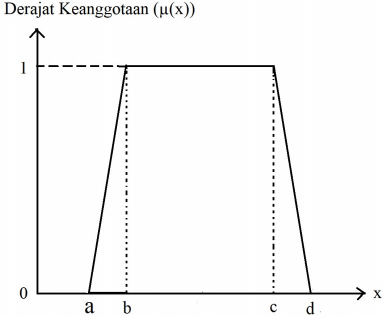 Derajat Keanggotaan (μ(x))
1
0
a b c d x